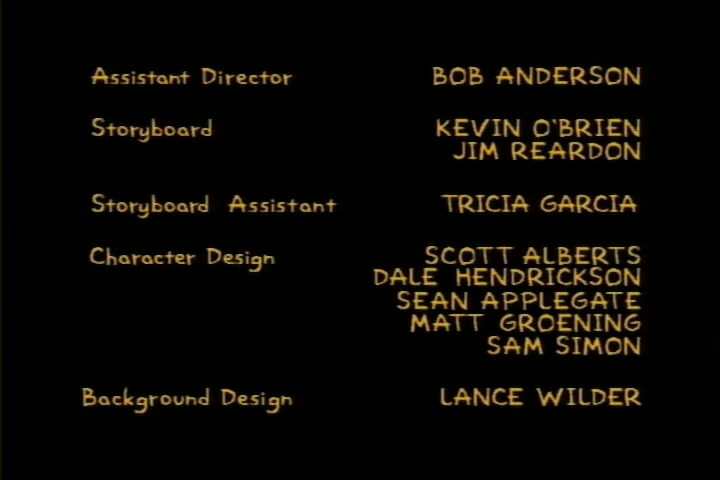 Assistant Director BOB ANDERSON
Storyboard KEVIN O'BRIEN
JIM REARDON
Storyboard Assistant TRICIA GARCIA
Character Design SCOTT ALBERTS
DALE HENDRICKSON
SEAN APPLEGATE
MATT GROENING
SAM SIMON
Background Design LANCE WILDER